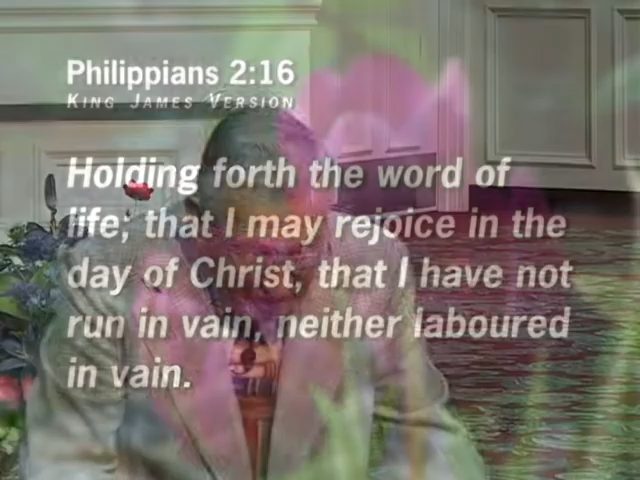 Philippians 2:16
King James Version
Holding forth the word of
life; that I may rejoice in the
day of Christ, that I have not
run in vain, neither laboured
in vain.